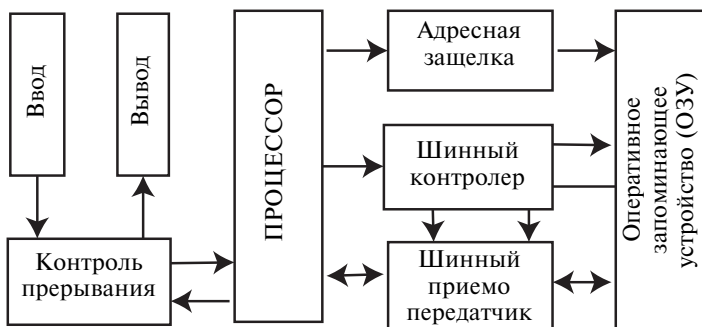 Ввод
Вывод
Контроль
прерывания
ПРОЦЕССОР
Адресная
защелка
Шинный
контролер
Шинный
приемо
передатчик
Оперативное
запоминающее
устройство (ОЗУ)